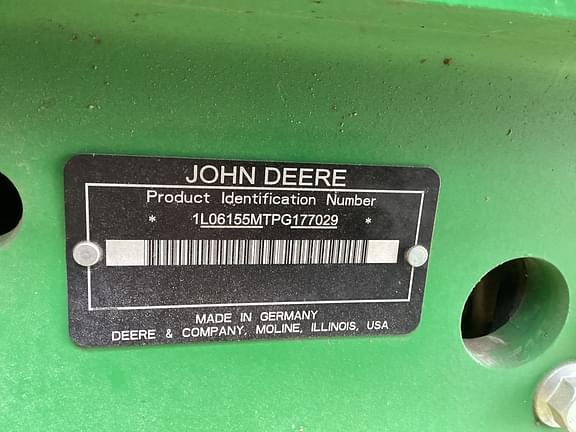 JOHN DEERE
Product Identification Number
* 1L06155MTPG177029 *
MADE IN GERMANY
DEERE & COMPANY, MOLINE, ILLINOIS, USA